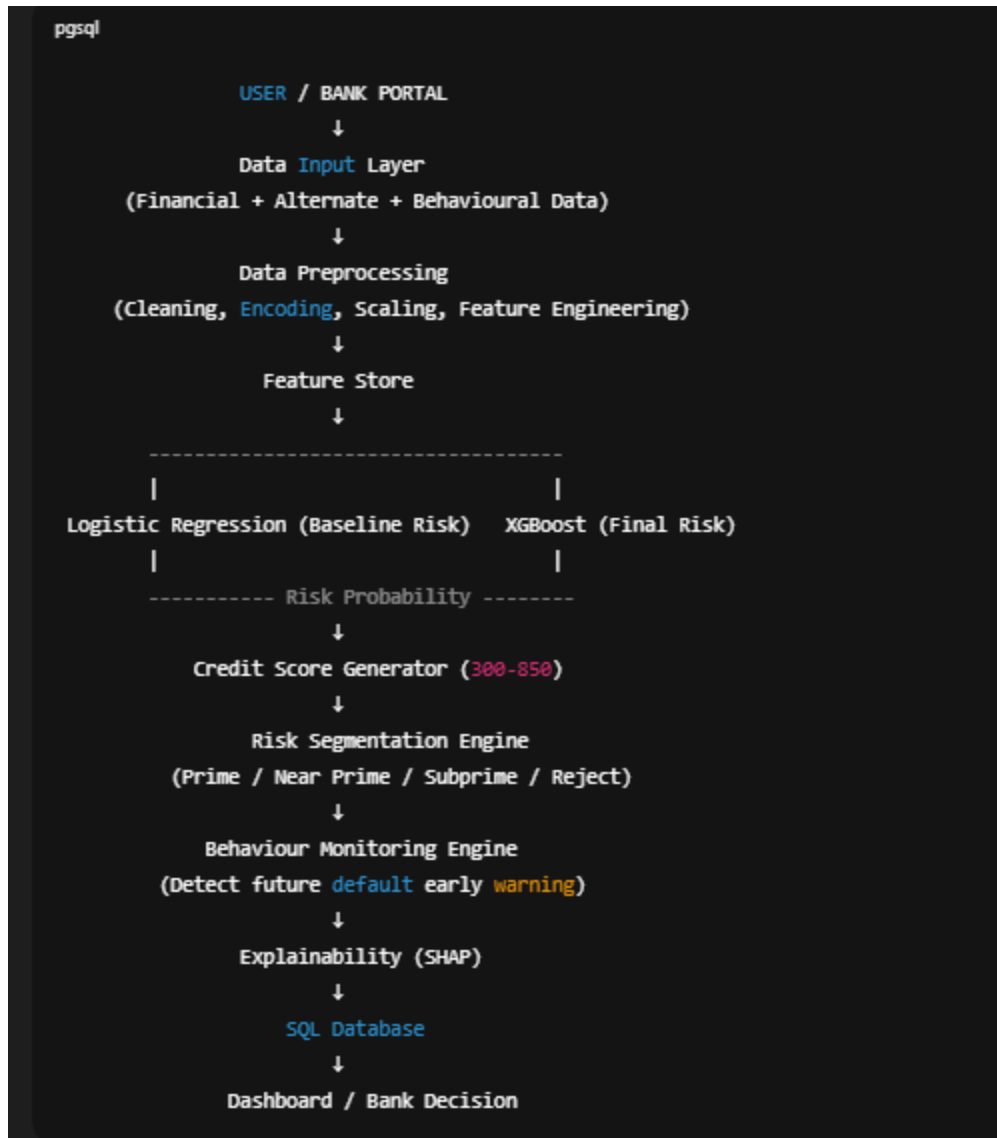 pgsql
USER / BANK PORTAL
↓
Data Input Layer
(Financial + Alternate + Behavioural Data)
↓
Data Preprocessing
(Cleaning, Encoding, Scaling, Feature Engineering)
↓
Feature Store
↓
------------------------------------
| |
Logistic Regression (Baseline Risk) XGBoost (Final Risk)
| |
----------- Risk Probability --------
↓
Credit Score Generator (300-850)
↓
Risk Segmentation Engine
(Prime / Near Prime / Subprime / Reject)
↓
Behaviour Monitoring Engine
(Detect future default early warning)
↓
Explainability (SHAP)
↓
SQL Database
↓
Dashboard / Bank Decision